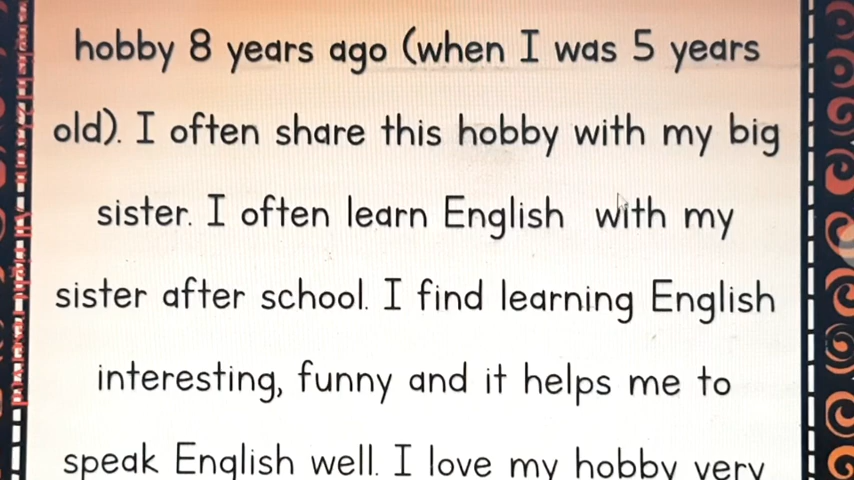 hobby 8 years ago (when I was 5 years
old). I often share this hobby with my big
sister. I often learn English with my
sister after school. I find learning English
interesting, funny and it helps me to
speak English well. I love my hobby very